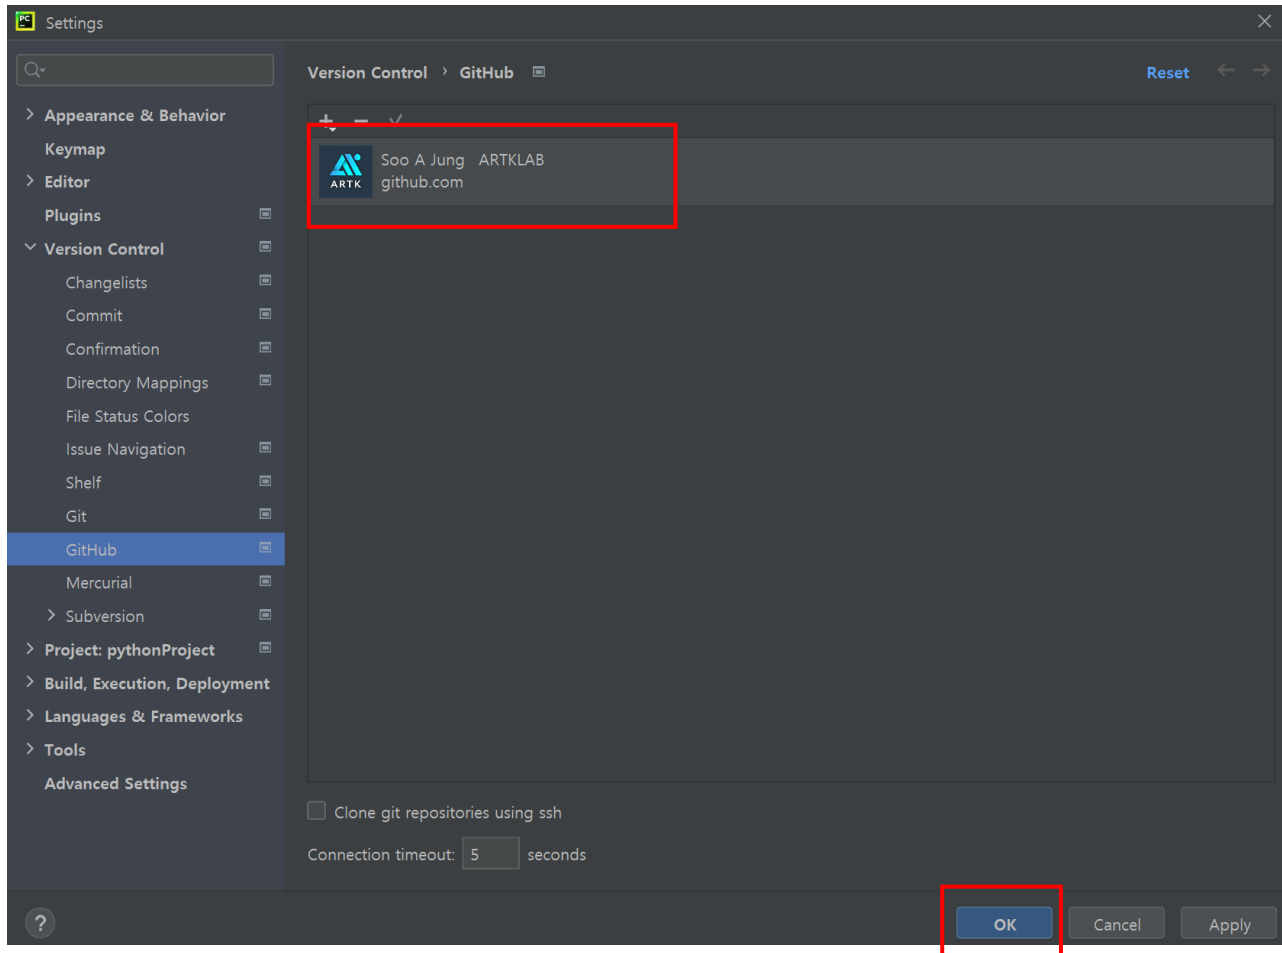 PC
Settings
Appearance & Behavior
Keymap
Editor
Plugins
Version Control
Changelists
Commit
Confirmation
Directory Mappings
File Status Colors
Issue Navigation
Shelf
Git
GitHub
Mercurial
Subversion
Project: pythonProject
Build, Execution, Deployment
Languages & Frameworks
Tools
Advanced Settings
Version Control › GitHub
Reset
ARTK
Soo A Jung ARTKLAB
github.com
Clone git repositories using ssh
Connection timeout: 5 seconds
?
OK
Cancel
Apply